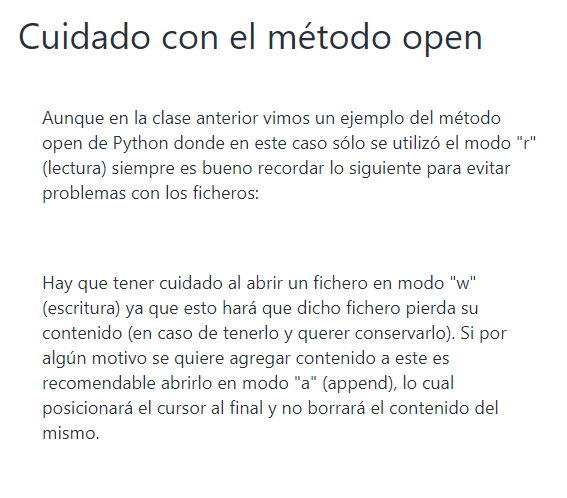 Cuidado con el método open
Aunque en la clase anterior vimos un ejemplo del método
open de Python donde en este caso sólo se utilizó el modo "r"
(lectura) siempre es bueno recordar lo siguiente para evitar
problemas con los ficheros:
Hay que tener cuidado al abrir un fichero en modo "w"
(escritura) ya que esto hará que dicho fichero pierda su
contenido (en caso de tenerlo y querer conservarlo). Si por
algún motivo se quiere agregar contenido a este es
recomendable abrirlo en modo "a" (append), lo cual
posicionará el cursor al final y no borrará el contenido del
mismo.